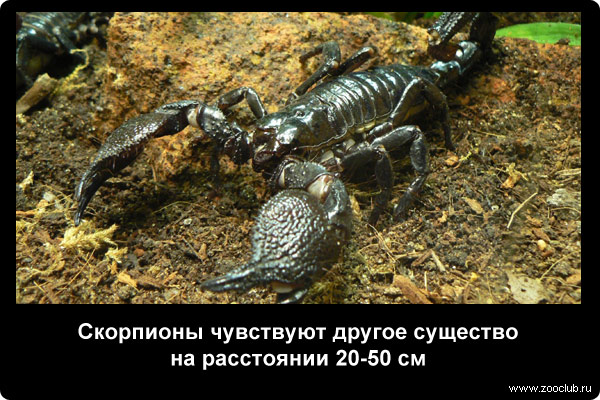 Скорпионы чувствуют другое существо
на расстоянии 20-50 см
www.zooclub.ru